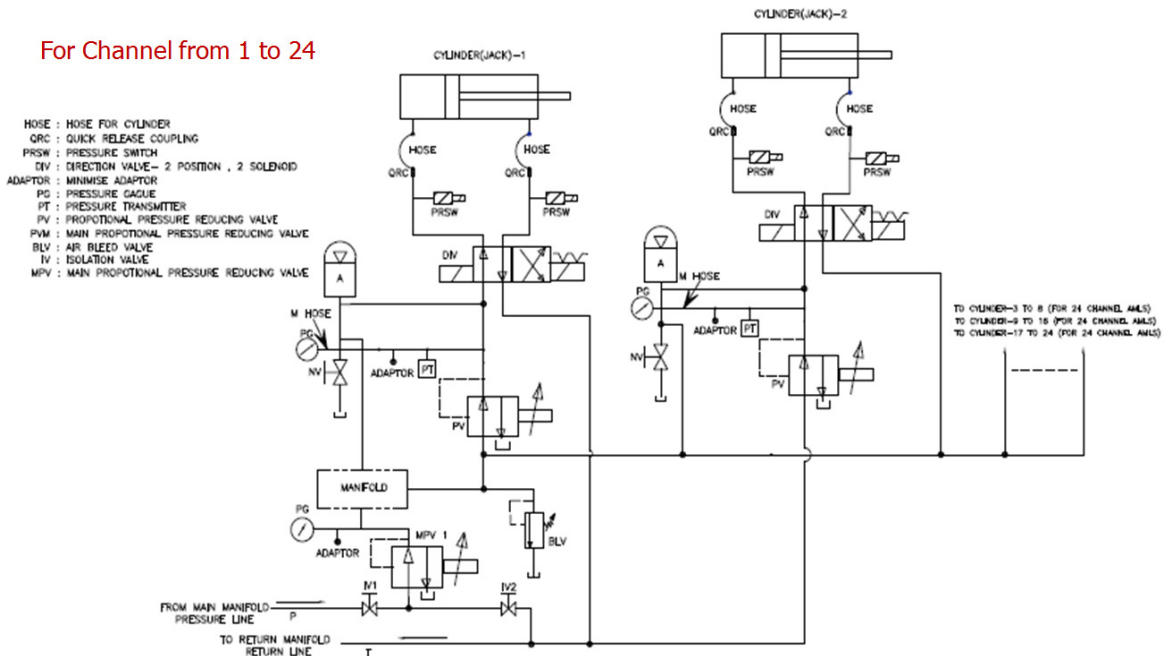 For Channel from 1 to 24
CYLINDER(JACK)-1
CYLINDER(JACK)-2
HOSE : HOSE FOR CYLINDER
QRC : QUICK RELEASE COUPLING
PRSW : PRESSURE SWITCH
DIV : DIRECTION VALVE- 2 POSITION , 2 SOLENOID
ADAPTOR : MINIMISE ADAPTOR
PG : PRESSURE GAGUE
PT : PRESSURE TRANSMITTER
PV : PROPOTIONAL PRESSURE REDUCING VALVE
PVM : MAIN PROPOTIONAL PRESSURE REDUCING VALVE
BLV : AIR BLEED VALVE
IV : ISOLATION VALVE
MPV : MAIN PROPOTIONAL PRESSURE REDUCING VALVE
HOSE
HOSE
QRC
QRC
PRSW
PRSW
DIV
A
M HOSE
PG
NV
ADAPTOR
PT
PV
HOSE
HOSE
QRC
QRC
PRSW
PRSW
DIV
A
M HOSE
PG
NV
ADAPTOR
PT
PV
TO CYLINDER-3 TO 8 (FOR 24 CHANNEL AMLS)
TO CYLINDER-9 TO 16 (FOR 24 CHANNEL AMLS)
TO CYLINDER-17 TO 24 (FOR 24 CHANNEL AMLS)
MANIFOLD
PG
ADAPTOR
MPV 1
BLV
IV1
IV2
FROM MAIN MANIFOLD
PRESSURE LINE
P
TO RETURN MANIFOLD
RETURN LINE
T